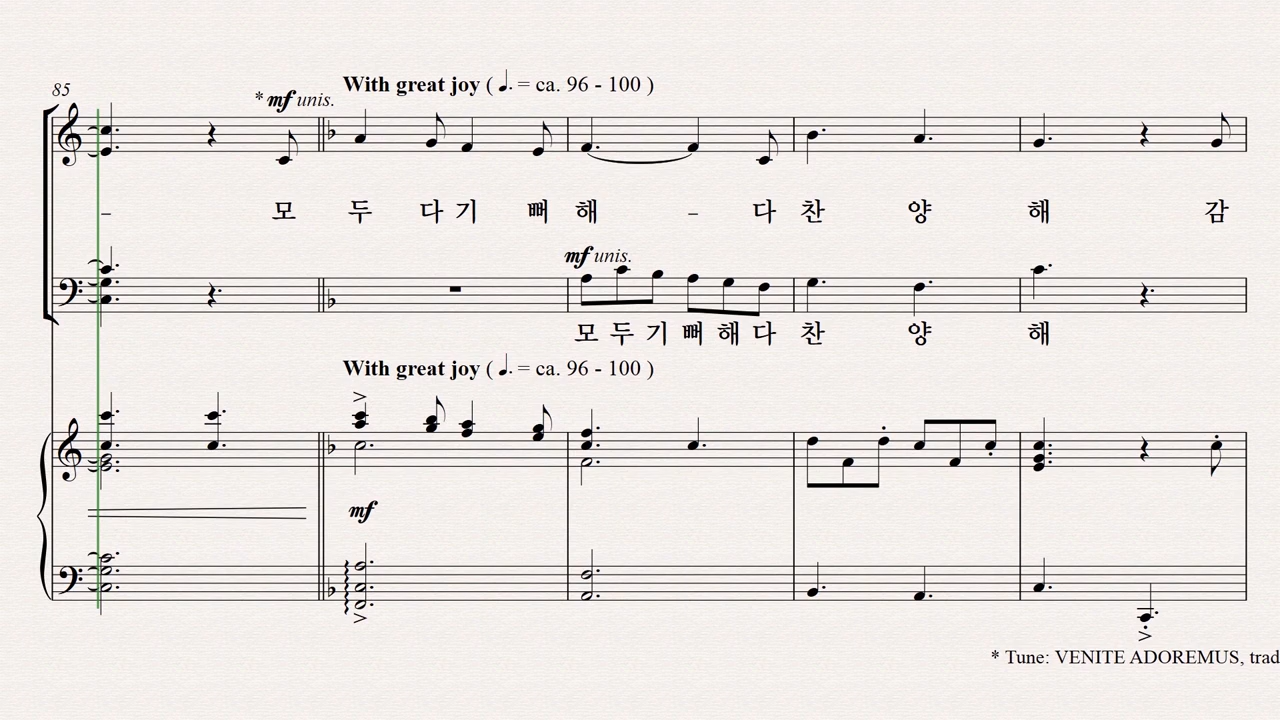 85
* mf unis.
With great joy ( ♩. = ca. 96 - 100 )
- 모 두 다 기 뻐 해 - 다 찬 양 해 감
mf unis.
모 두 기 뻐 해 다 찬 양 해
With great joy ( ♩. = ca. 96 - 100 )
mf
* Tune: VENITE ADOREMUS, trad